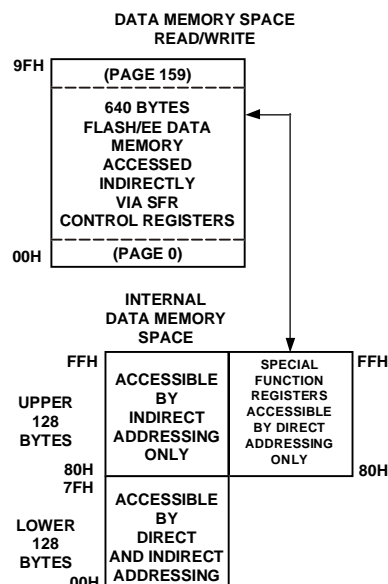 DATA MEMORY SPACE
READ/WRITE
9FH
(PAGE 159)
640 BYTES
FLASH/EE DATA
MEMORY
ACCESSED
INDIRECTLY
VIA SFR
CONTROL REGISTERS
(PAGE 0)
00H
INTERNAL
DATA MEMORY
SPACE
FFH
ACCESSIBLE
BY
INDIRECT
ADDRESSING
ONLY
UPPER
128
BYTES
80H
SPECIAL
FUNCTION
REGISTERS
ACCESSIBLE
BY DIRECT
ADDRESSING
ONLY
FFH
80H
7FH
ACCESSIBLE
BY
DIRECT
AND INDIRECT
ADDRESSING
LOWER
128
BYTES
00H